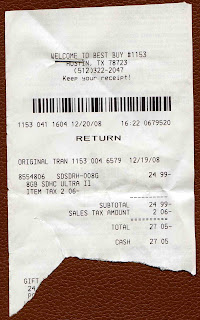 WELCOME TO BEST BUY #1153
AUSTIN, TX 78723
(512)322-2047
Keep your receipt!
1153 041 1604 12/20/08 16:22 0679520
RETURN
ORIGINAL TRAN 1153 004 6579 12/19/08
8554806 SDSDRH-008G 24.99-
8GB SDHC ULTRA II
ITEM TAX 2.06-
SUBTOTAL 24.99-
SALES TAX AMOUNT 2.06-
TOTAL 27.05-
CASH 27.05
GIFT
24